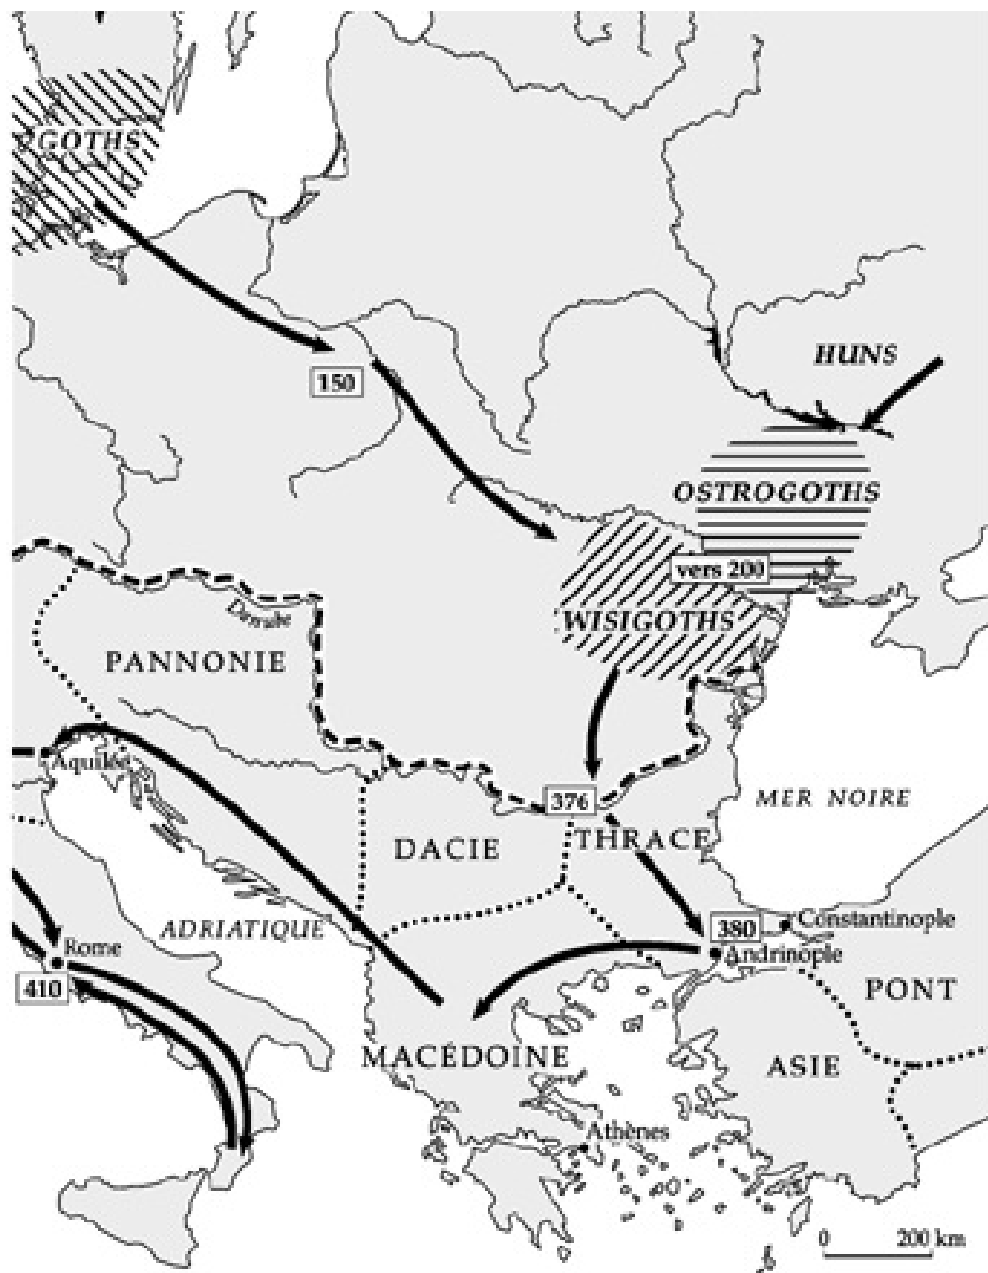 GOTHS
HUNS
150
OSTROGOTHS
vers 200
WISIGOTHS
Danube
PANNONIE
Aquilée
376
MER NOIRE
THRACE
DACIE
380
Constantinople
ADRIATIQUE
Rome
Andrinople
410
PONT
MACÉDOINE
ASIE
Athènes
0 200 km